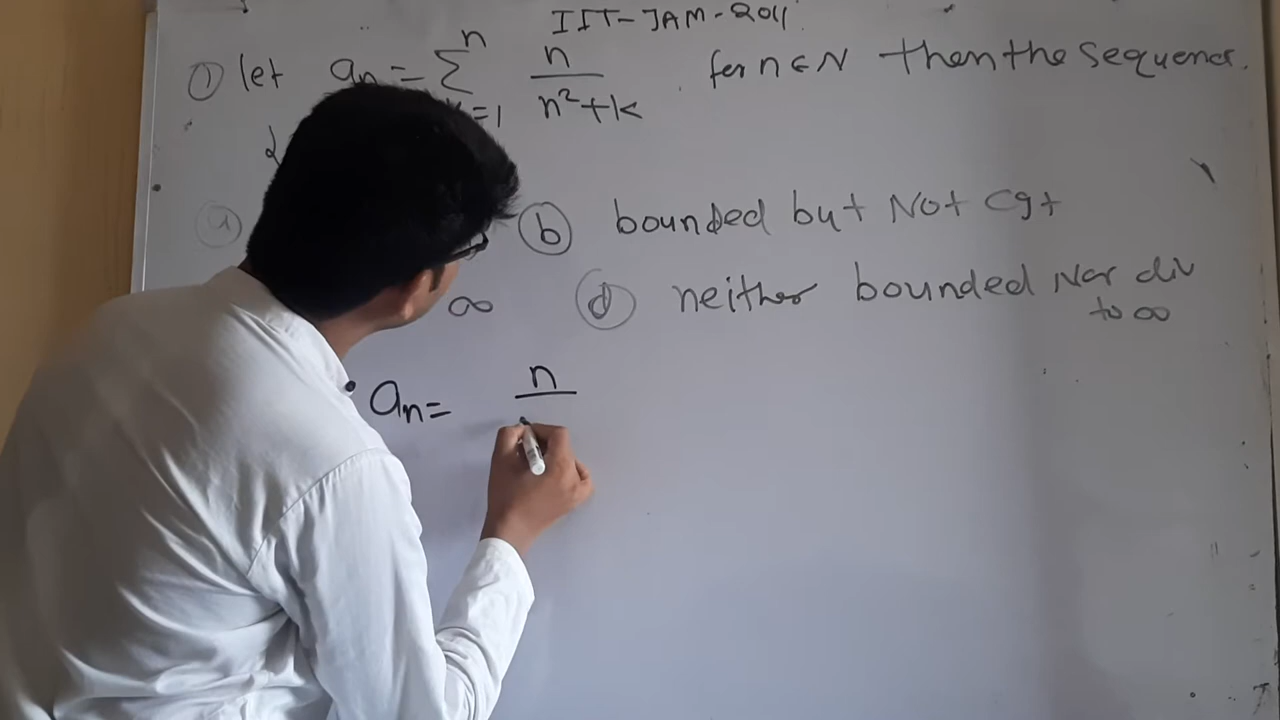 IIT-JAM-2011
① let an = Σ n/(n²+k) n k=1 for n∈N then the sequence.
{
(a) (b) bounded but Not cgt
∞ (d) neither bounded Nor div
to ∞
an = n